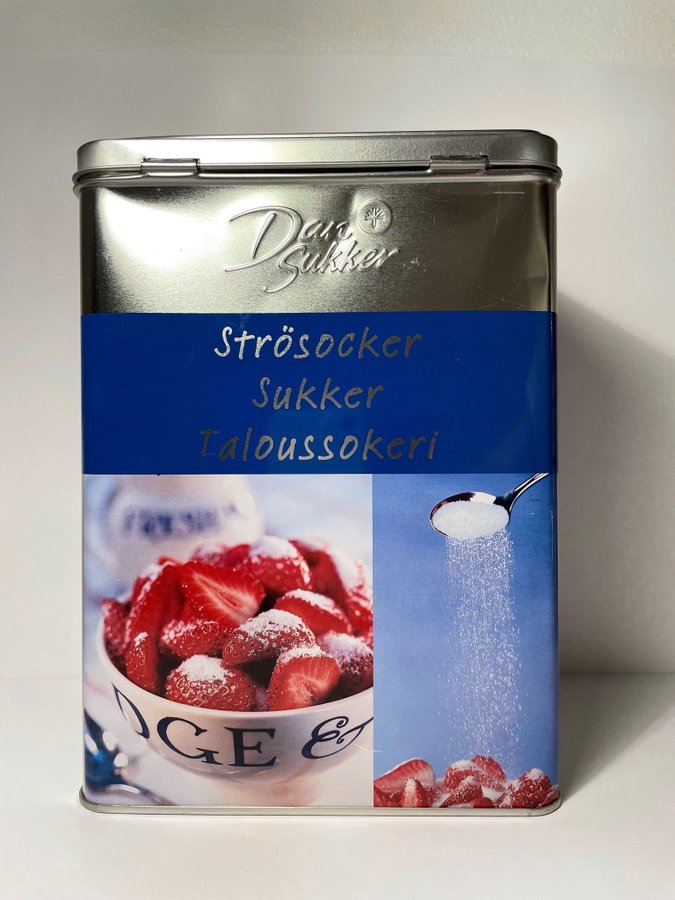 Dan
Sukker
Strösocker
Sukker
Taloussokeri
DGE &